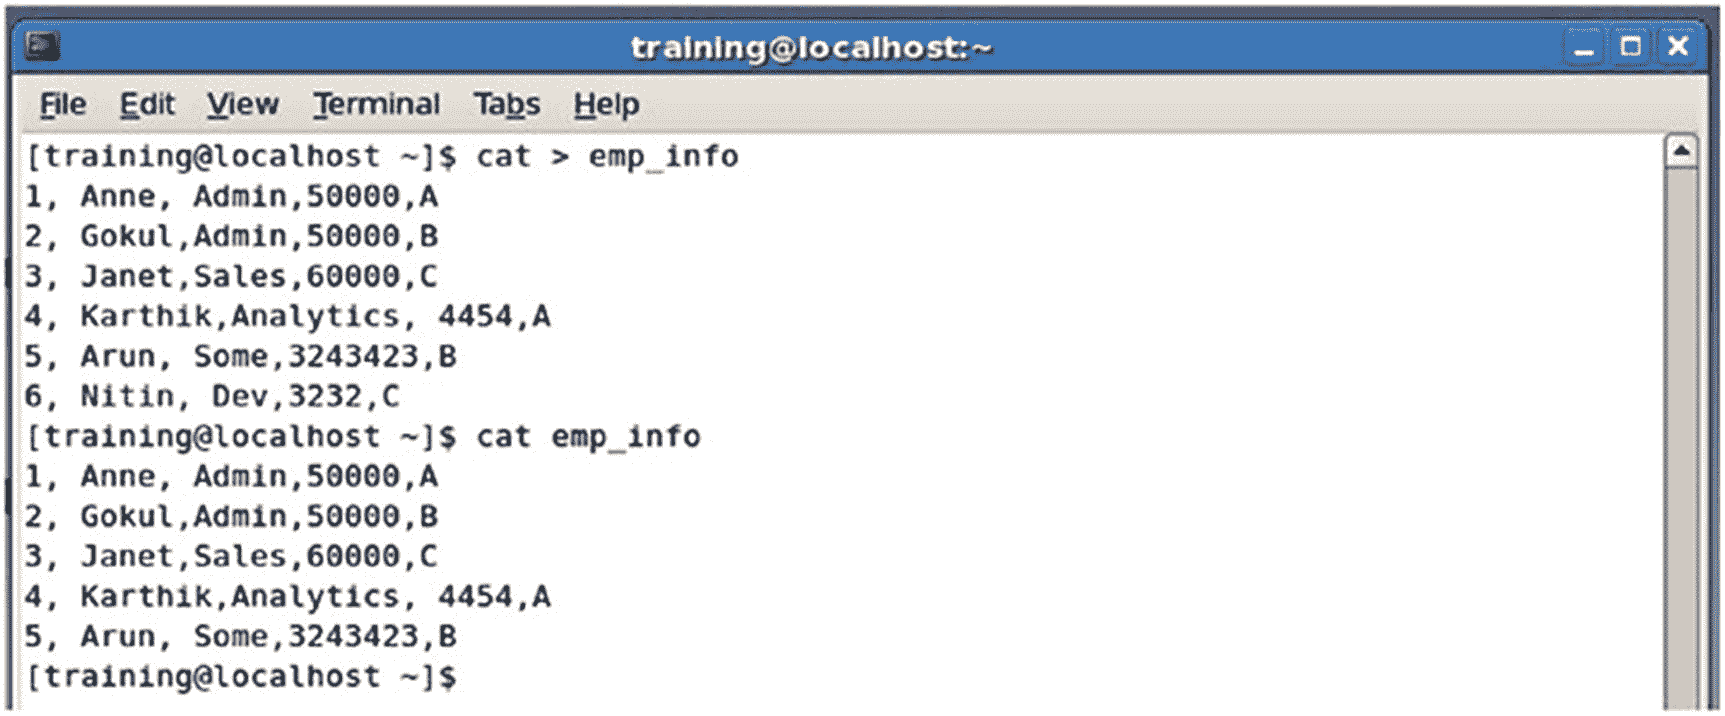 training@localhost:~
File Edit View Terminal Tabs Help
[training@localhost ~]$ cat > emp_info
1, Anne, Admin,50000,A
2, Gokul,Admin,50000,B
3, Janet,Sales,60000,C
4, Karthik,Analytics, 4454,A
5, Arun, Some,3243423,B
6, Nitin, Dev,3232,C
[training@localhost ~]$ cat emp_info
1, Anne, Admin,50000,A
2, Gokul,Admin,50000,B
3, Janet,Sales,60000,C
4, Karthik,Analytics, 4454,A
5, Arun, Some,3243423,B
[training@localhost ~]$